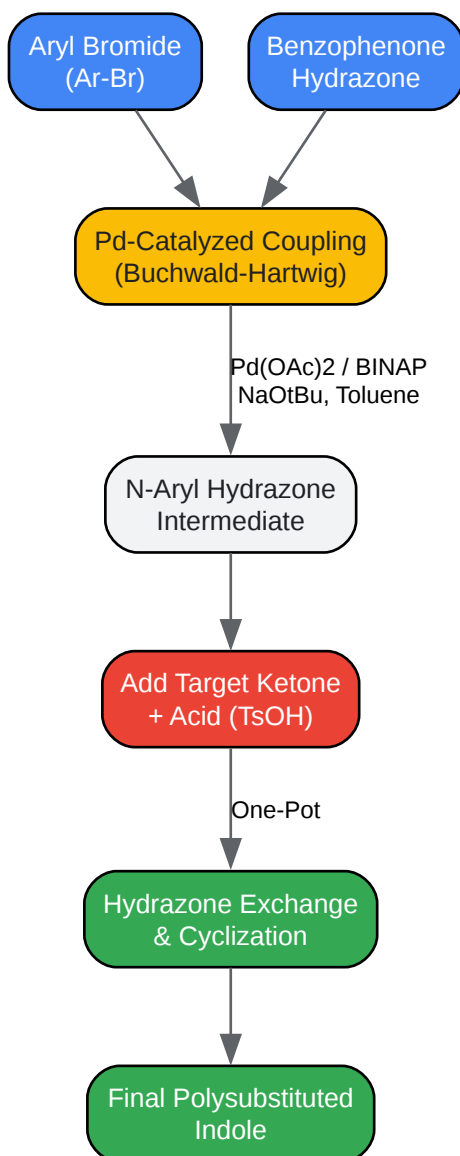 Aryl Bromide
(Ar-Br)
Benzophenone
Hydrazone
Pd-Catalyzed Coupling
(Buchwald-Hartwig)
Pd(OAc)2 / BINAP
NaOtBu, Toluene
N-Aryl Hydrazone
Intermediate
Add Target Ketone
+ Acid (TsOH)
One-Pot
Hydrazone Exchange
& Cyclization
Final Polysubstituted
Indole